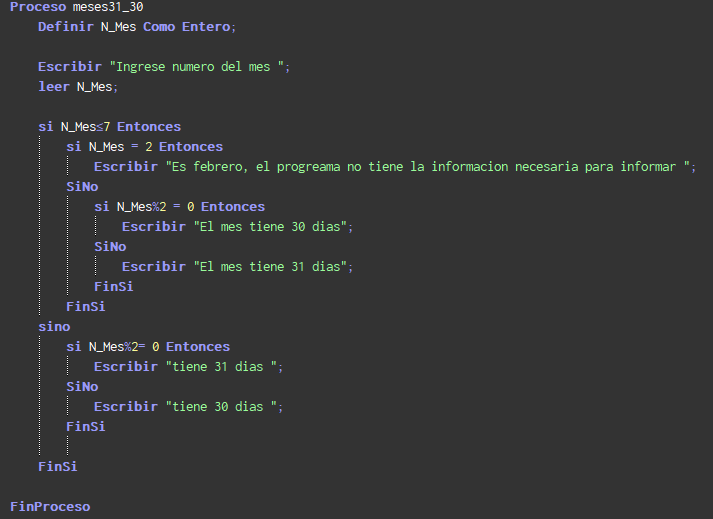 Proceso meses31_30
Definir N_Mes Como Entero;
Escribir "Ingrese numero del mes ";
leer N_Mes;
si N_Mes≤7 Entonces
si N_Mes = 2 Entonces
Escribir "Es febrero, el progreama no tiene la informacion necesaria para informar ";
SiNo
si N_Mes%2 = 0 Entonces
Escribir "El mes tiene 30 dias";
SiNo
Escribir "El mes tiene 31 dias";
FinSi
FinSi
sino
si N_Mes%2= 0 Entonces
Escribir "tiene 31 dias ";
SiNo
Escribir "tiene 30 dias ";
FinSi
FinSi
FinProceso